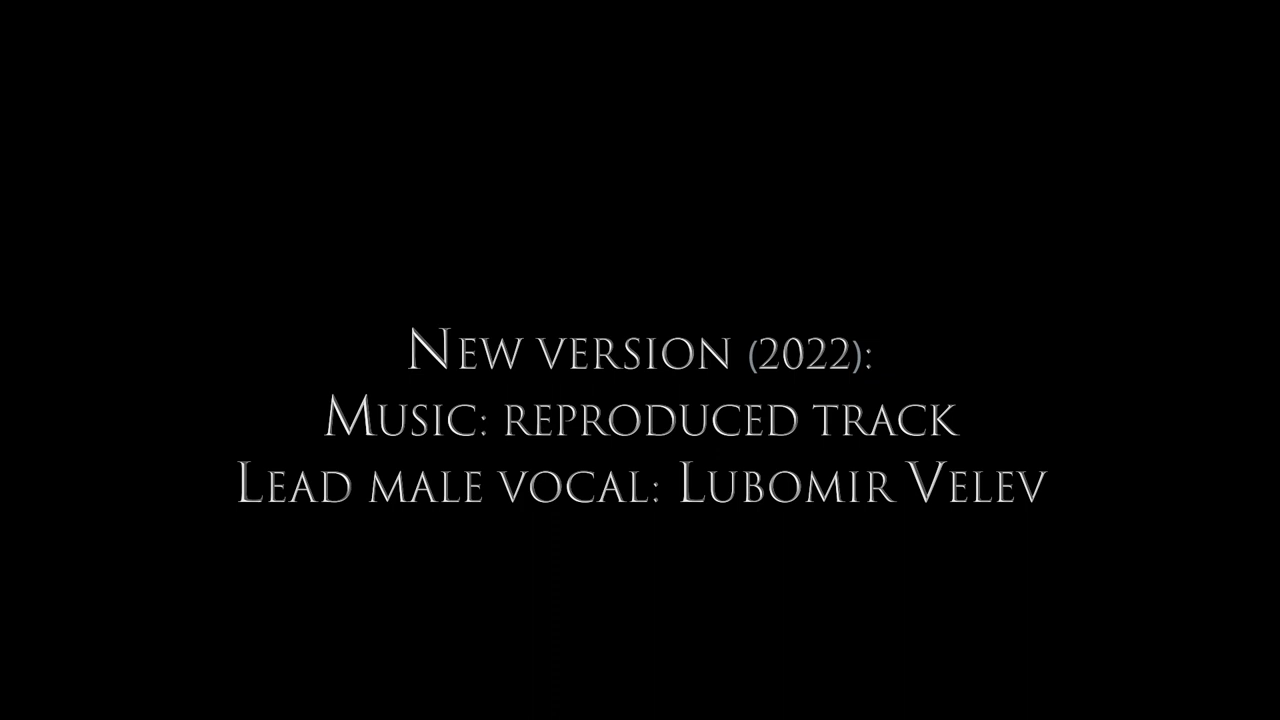 New version (2022):
Music: reproduced track
Lead male vocal: Lubomir Velev